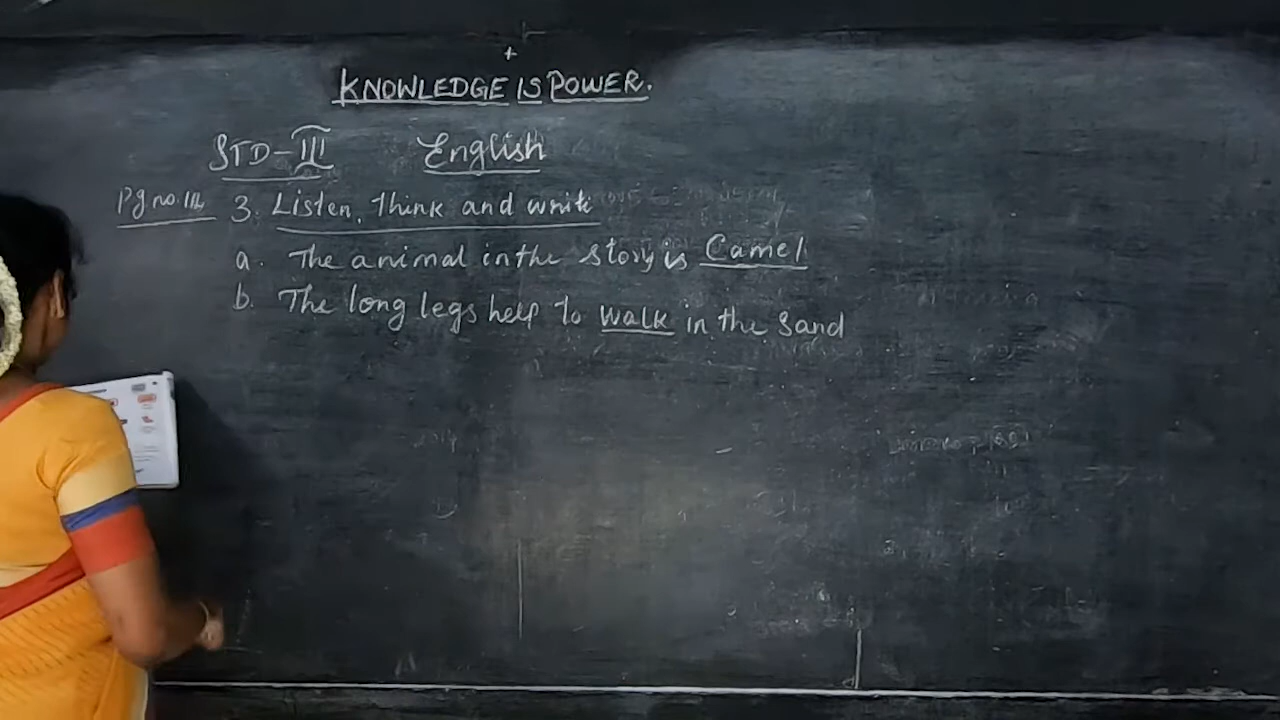 KNOWLEDGE IS POWER.
STD-III English
Pg no. 3. Listen, Think and write
a. The animal in the story is Camel
b. The long legs help to walk in the sand